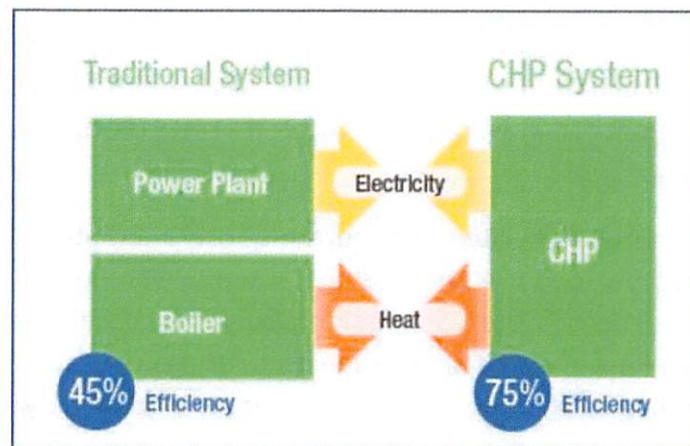 Traditional System
CHP System
Power Plant
Electricity
CHP
Boiler
Heat
45% Efficiency
75% Efficiency